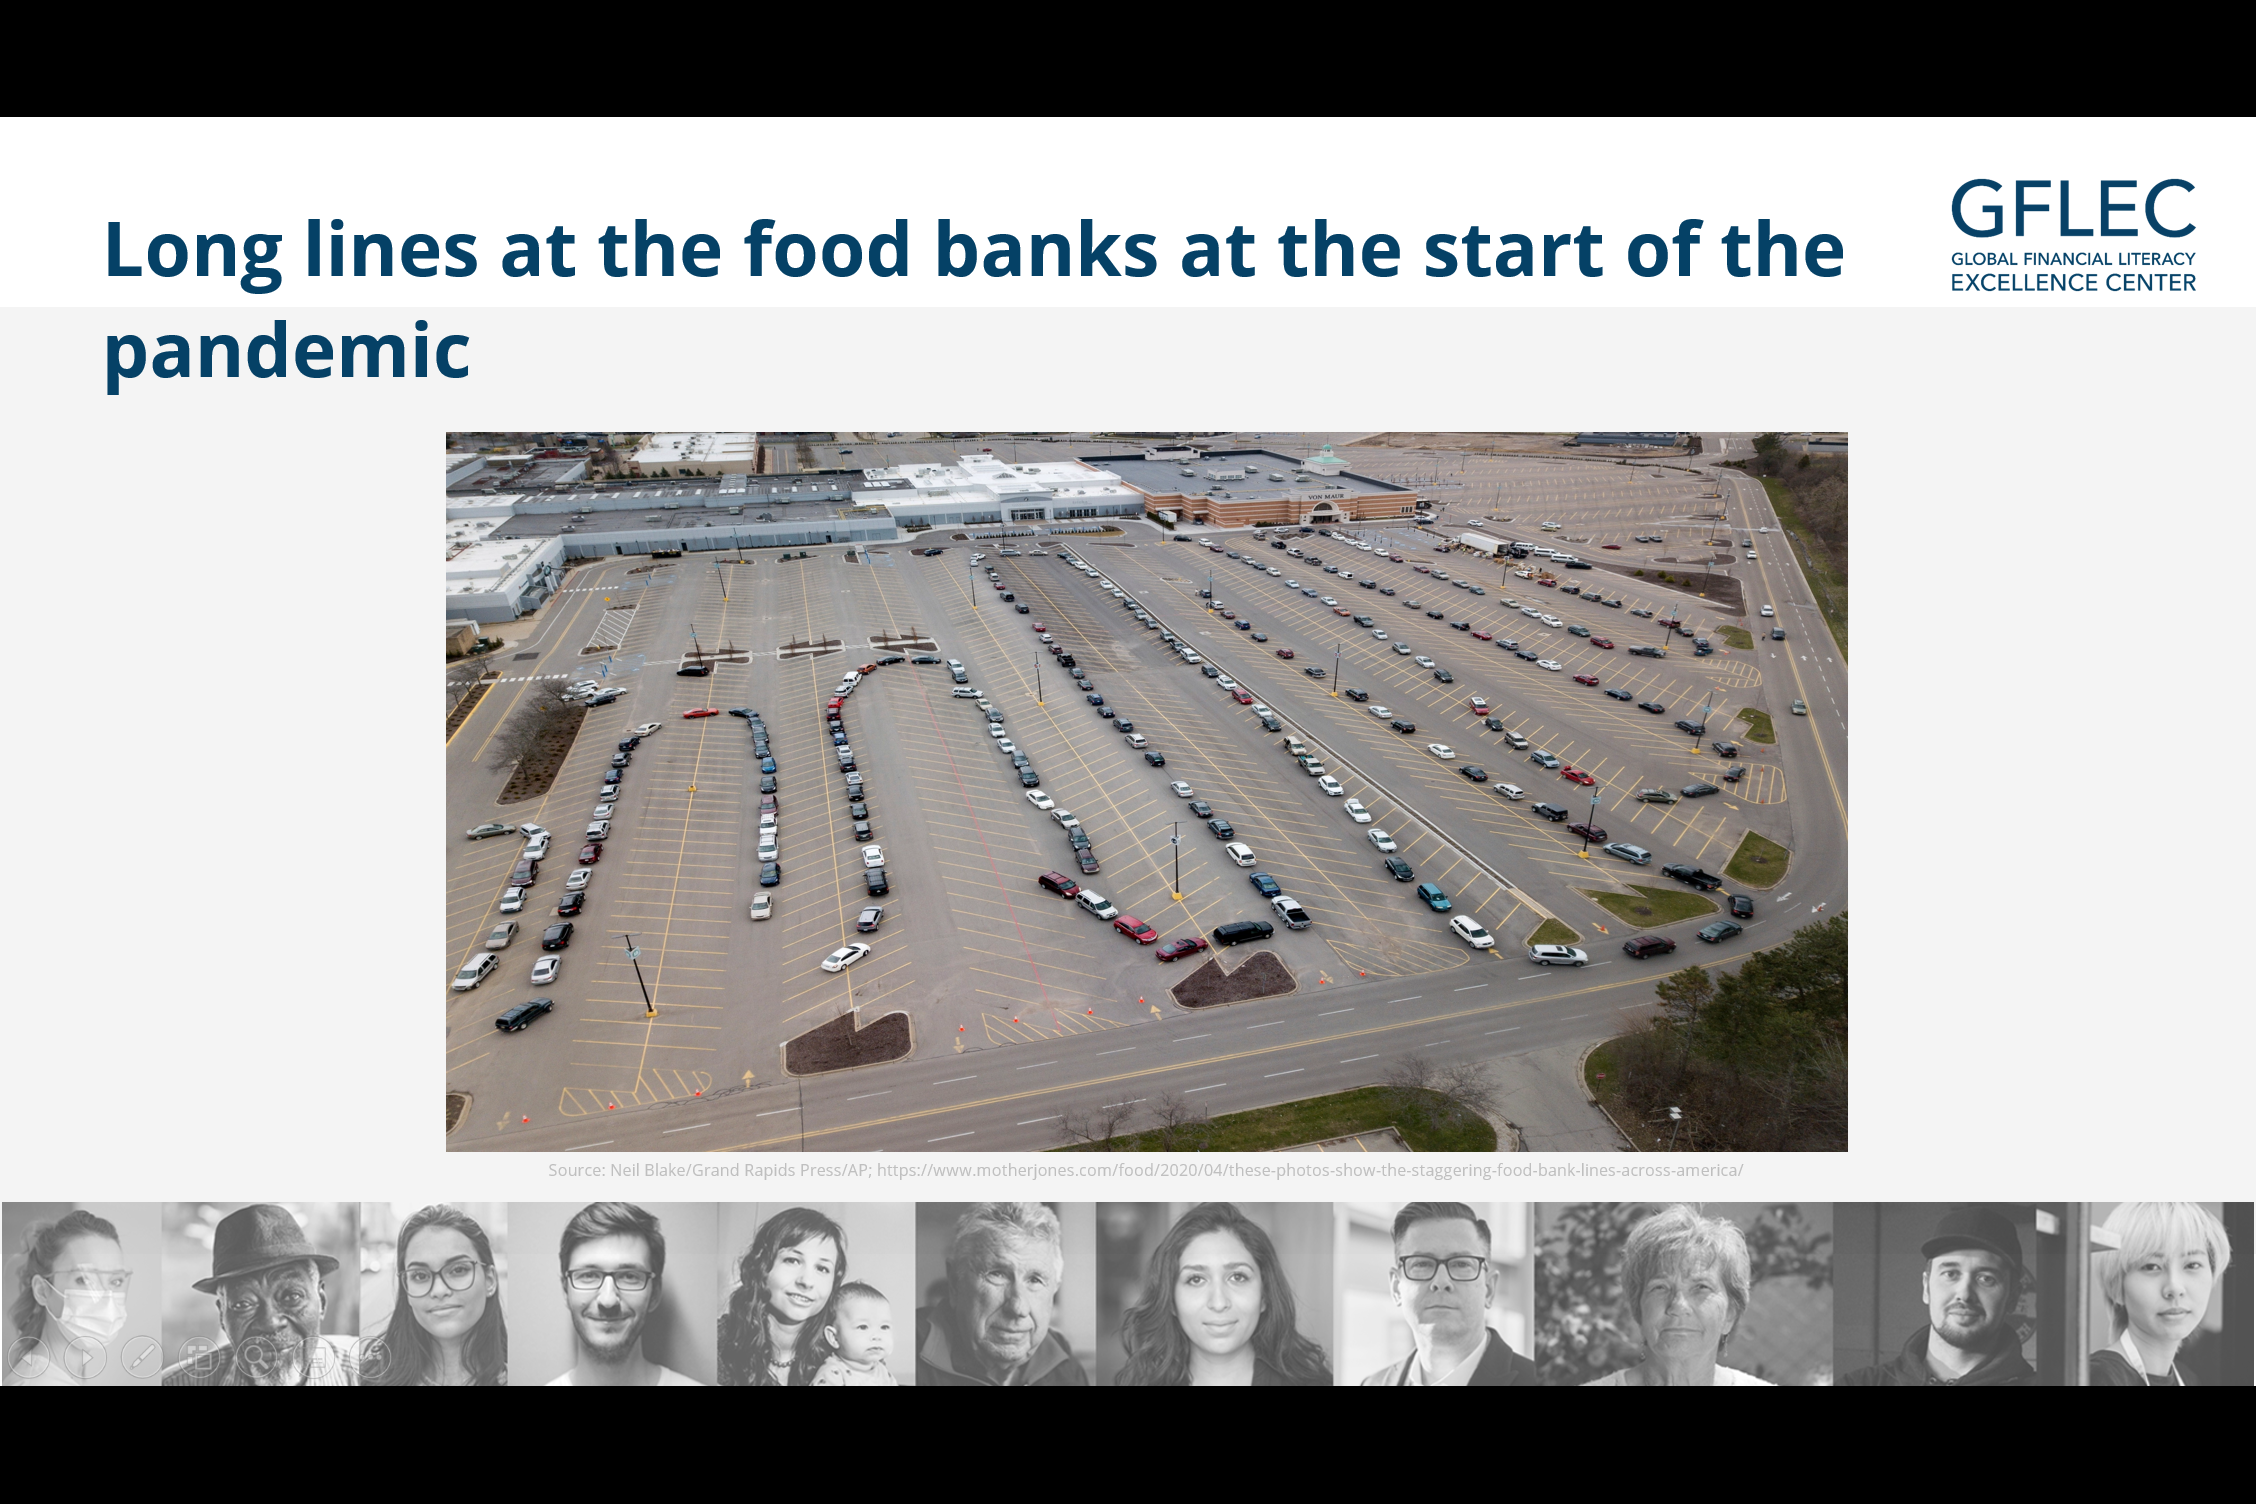 Long lines at the food banks at the start of the
pandemic
GFLEC
GLOBAL FINANCIAL LITERACY
EXCELLENCE CENTER
VON MAUR
Source: Neil Blake/Grand Rapids Press/AP; https://www.motherjones.com/food/2020/04/these-photos-show-the-staggering-food-bank-lines-across-america/